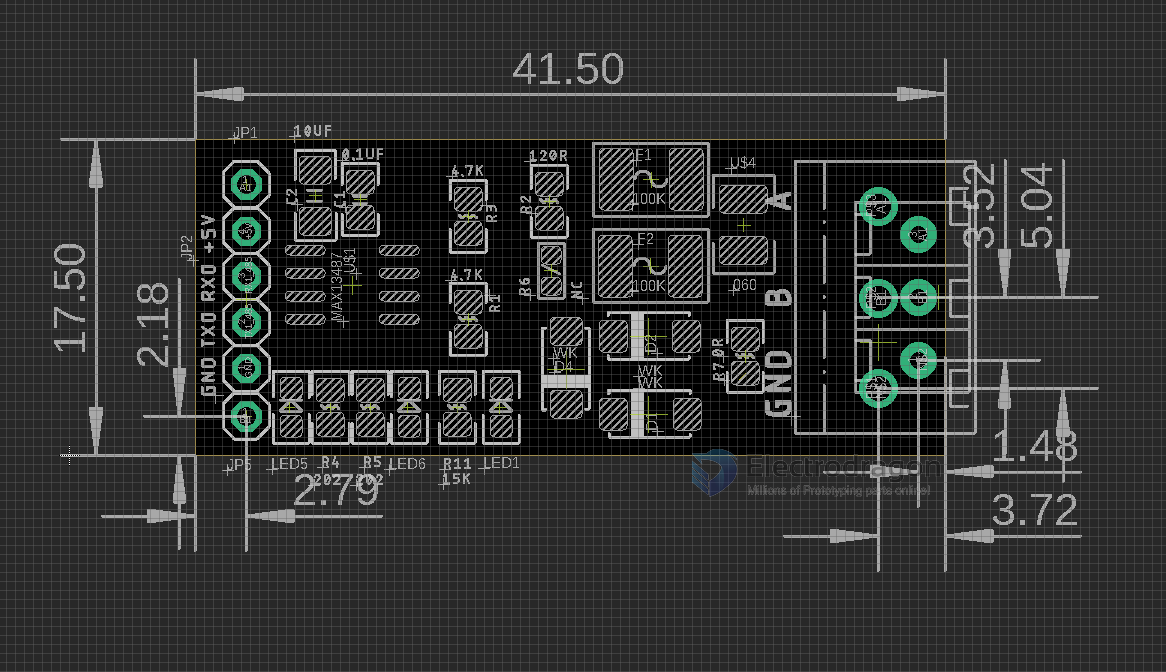 41.50
JP1
10UF
0.1UF
4.7K
120R
F1
U$4
100K
A
3.52
5.04
C2
C1
R3
R2
JP2
+5V
17.50
MAX13487
U$1
F2
100K
060
4.7K
R1
R6
NC
B
RXO
2.18
TXO
WK
D4
D2
WK
WK
R7
0R
GND
GND
D1
1.48
JP5
LED5
R4
R5
LED6
R11
LED1
202
202
15K
Electrodragon
Millions of Prototyping parts online!
2.79
3.72